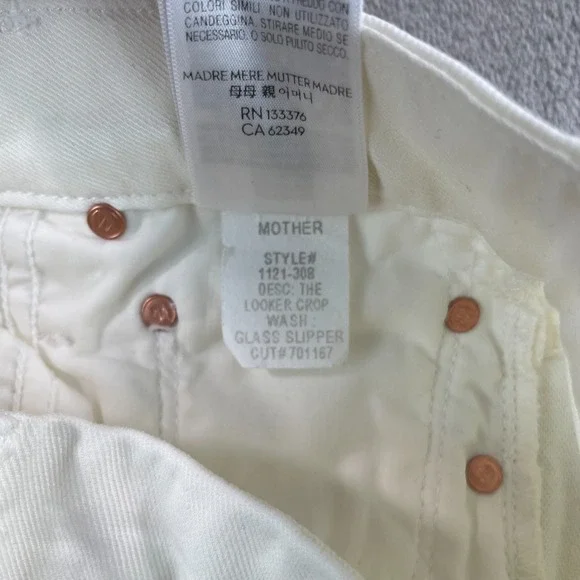 COLORI SIMILI. NON UTILIZZATO
CANDEGGINA. STIRARE MEDIO SE
NECESSARIO. O SOLO PULITO SECCO.
MADRE MERE MUTTER MADRE
母母 親 어머니
RN 133376
CA 62349
MOTHER
STYLE#
1121-308
DESC: THE
LOOKER CROP
WASH:
GLASS SLIPPER
CUT# 701167